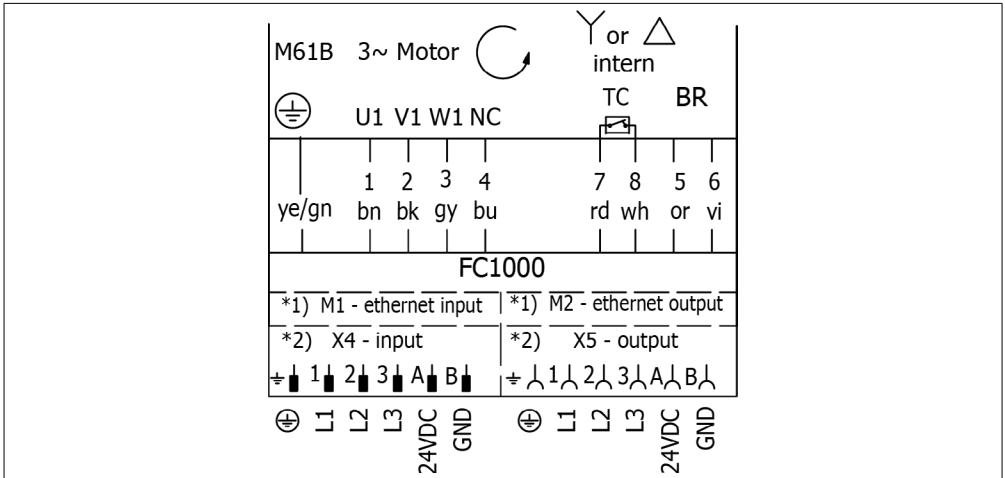 M61B 3~ Motor Y or △
intern
TC BR
U1 V1 W1 NC
1 2 3 4 7 8 5 6
ye/gn bn bk gy bu rd wh or vi
FC1000
*1) M1 - ethernet input *1) M2 - ethernet output
*2) X4 - input *2) X5 - output
1 2 3 A B 1 2 3 A B
L1 L2 L3 24VDC GND L1 L2 L3 24VDC GND